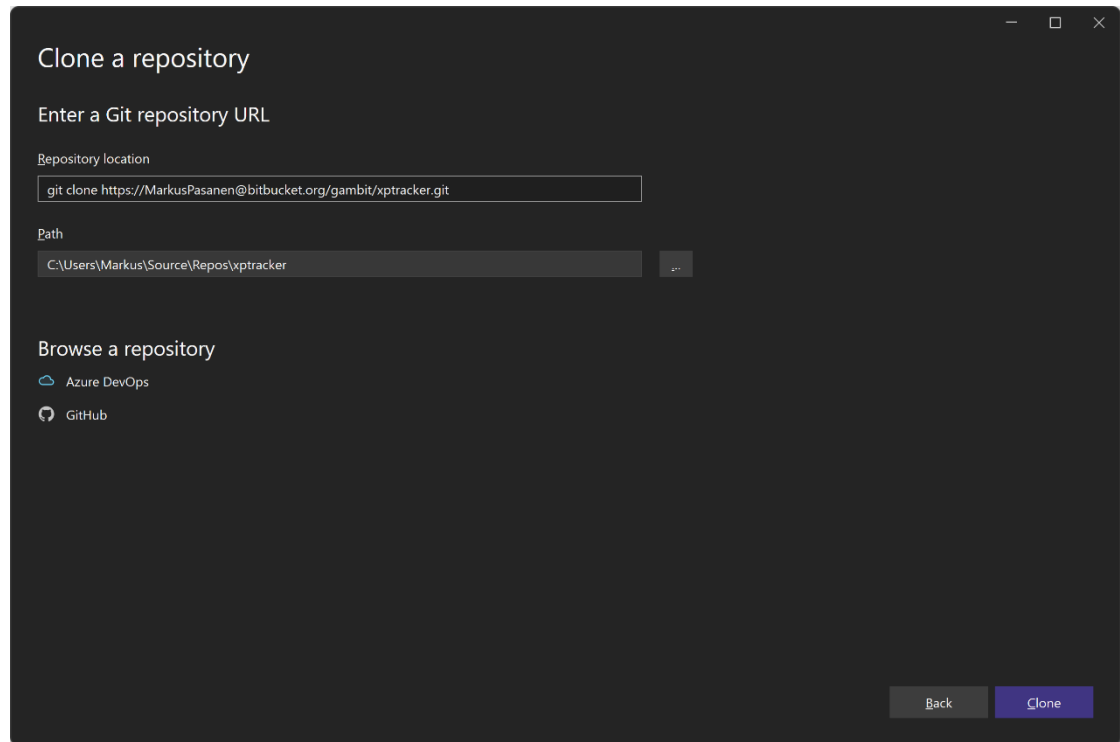 Clone a repository
Enter a Git repository URL
Repository location
git clone https://MarkusPasanen@bitbucket.org/gambit/xptracker.git
Path
C:\Users\Markus\Source\Repos\xptracker
...
Browse a repository
Azure DevOps
GitHub
Back
Clone